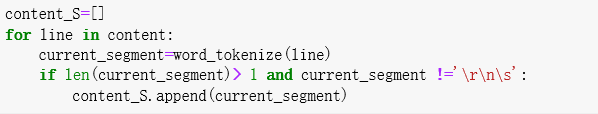 content_S=[]
for line in content:
    current_segment=word_tokenize(line)
    if len(current_segment)> 1 and current_segment !='\r\n\s':
        content_S.append(current_segment)